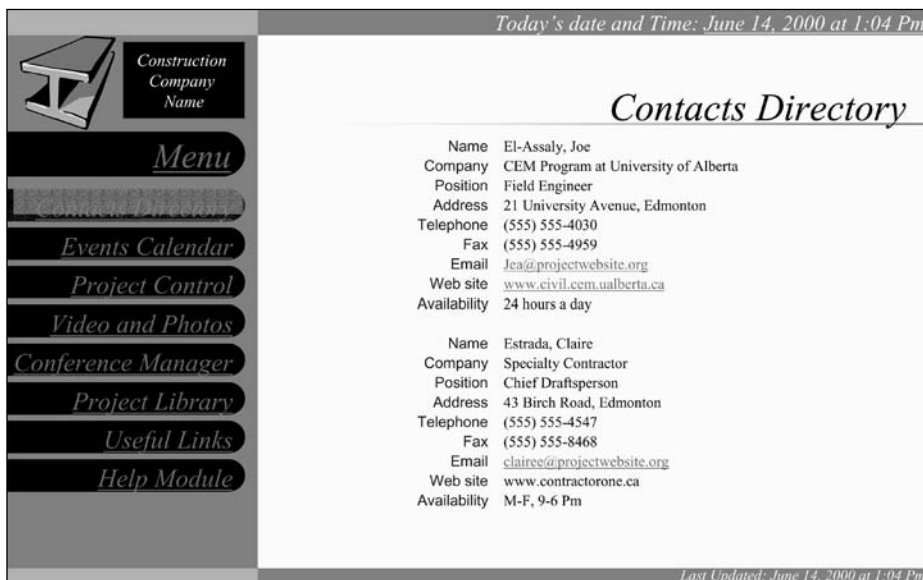 Today's date and Time: June 14, 2000 at 1:04 Pm
Construction
Company
Name
Menu
Contacts Directory
Events Calendar
Project Control
Video and Photos
Conference Manager
Project Library
Useful Links
Help Module
Contacts Directory
Name El-Assaly, Joe
Company CEM Program at University of Alberta
Position Field Engineer
Address 21 University Avenue, Edmonton
Telephone (555) 555-4030
Fax (555) 555-4959
Email Jea@projectwebsite.org
Web site www.civil.cem.ualberta.ca
Availability 24 hours a day
Name Estrada, Claire
Company Specialty Contractor
Position Chief Draftsperson
Address 43 Birch Road, Edmonton
Telephone (555) 555-4547
Fax (555) 555-8468
Email clairee@projectwebsite.org
Web site www.contractorone.ca
Availability M-F, 9-6 Pm
Last Updated: June 14, 2000 at 1:04 Pm